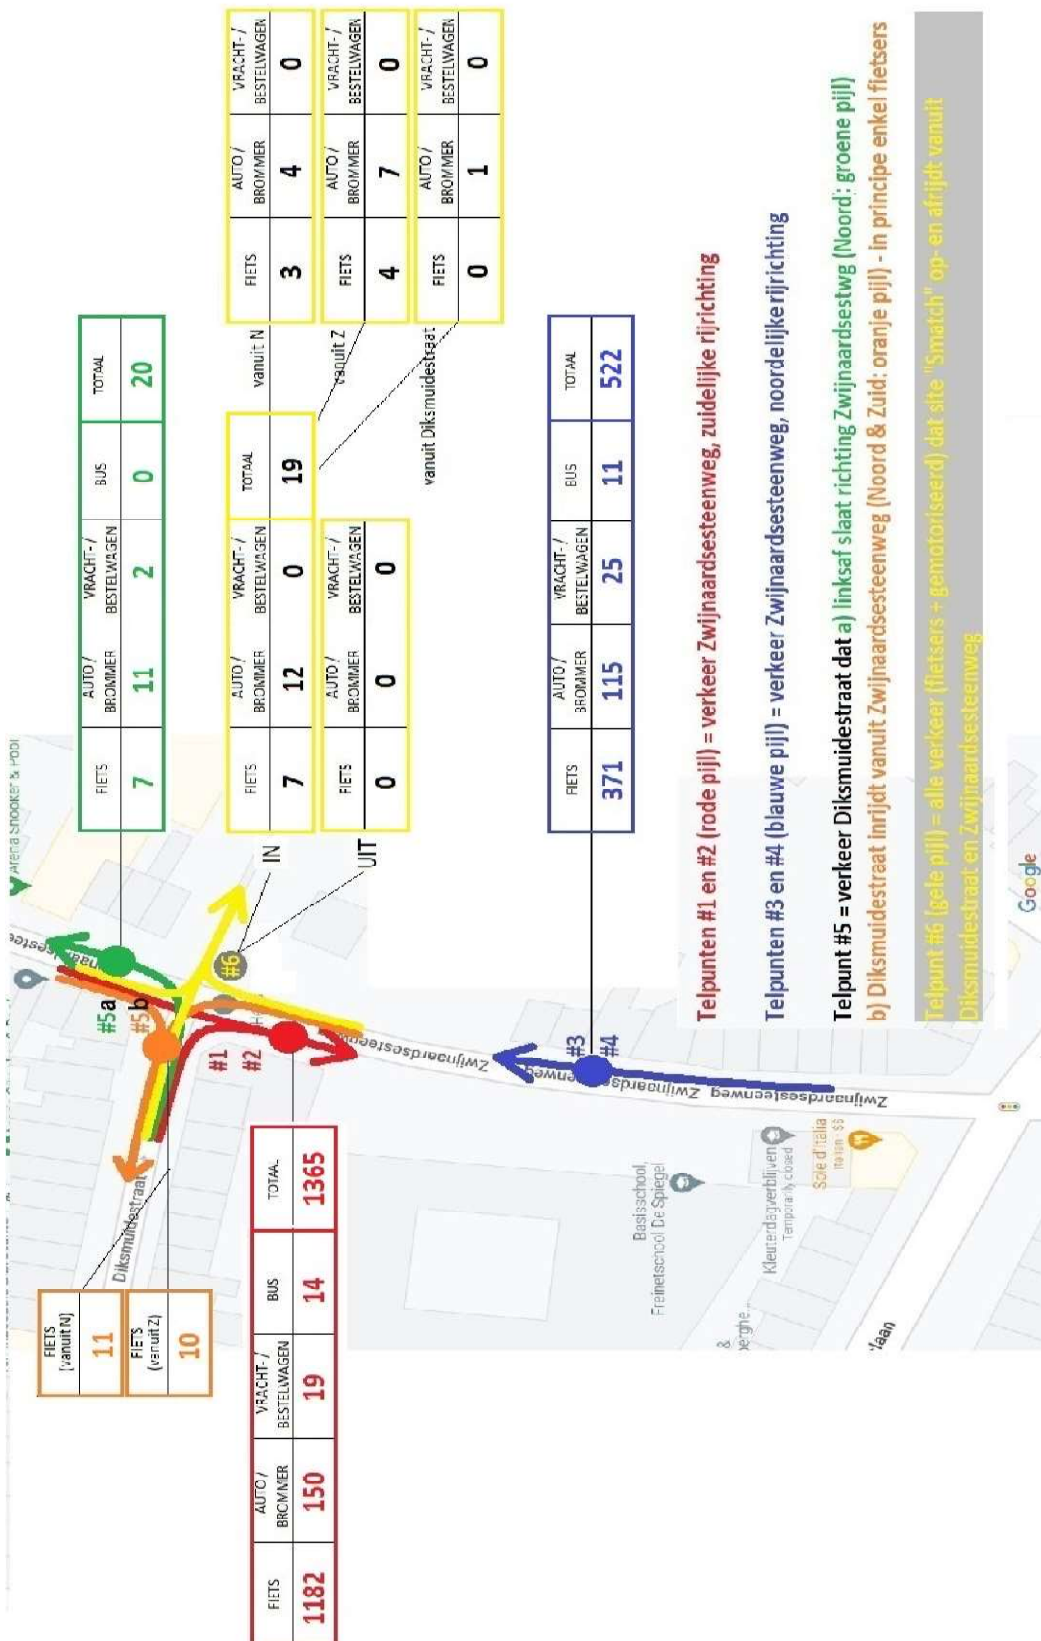 FIETS
(vanuit N)
11
FIETS
(vanuit Z)
10
FIETS
AUTO /
BROMMER
VRACHT- /
BESTELWAGEN
BUS
TOTAAL
1182
150
19
14
1365
FIETS
AUTO /
BROMMER
VRACHT- /
BESTELWAGEN
BUS
TOTAAL
7
11
2
0
20
IN
FIETS
AUTO /
BROMMER
VRACHT- /
BESTELWAGEN
TOTAAL
7
12
0
19
UIT
FIETS
AUTO /
BROMMER
VRACHT- /
BESTELWAGEN
0
0
0
vanuit N
FIETS
AUTO /
BROMMER
VRACHT- /
BESTELWAGEN
3
4
0
vanuit Z
FIETS
AUTO /
BROMMER
VRACHT- /
BESTELWAGEN
4
7
0
vanuit Diksmuidestraat
FIETS
AUTO /
BROMMER
VRACHT- /
BESTELWAGEN
0
1
0
FIETS
AUTO /
BROMMER
VRACHT- /
BESTELWAGEN
BUS
TOTAAL
371
115
25
11
522
Arena Snooker & Pool
#5a
#5b
#6
#1
#2
#3
#4
Diksmuidestraat
Zwijnaardsesteenweg
Zwijnaardsesteenweg
Zwijnaardsesteenweg
Basisschool,
Freinetschool De Spiegel
Kleuterdagverblijven
Temporarily closed
Sole d'Italia
Italian · $$
&
berghe...
laan
Google
Telpunten #1 en #2 (rode pijl) = verkeer Zwijnaardsesteenweg, zuidelijke rijrichting
Telpunten #3 en #4 (blauwe pijl) = verkeer Zwijnaardsesteenweg, noordelijke rijrichting
Telpunt #5 = verkeer Diksmuidestraat dat a) linksaf slaat richting Zwijnaardsestwg (Noord: groene pijl)
b) Diksmuidestraat inrijdt vanuit Zwijnaardsesteenweg (Noord & Zuid: oranje pijl) - in principe enkel fietsers
Telpunt #6 (gele pijl) = alle verkeer (fietsers + gemotoriseerd) dat site "Smatch" op- en afrijdt vanuit
Diksmuidestraat en Zwijnaardsesteenweg